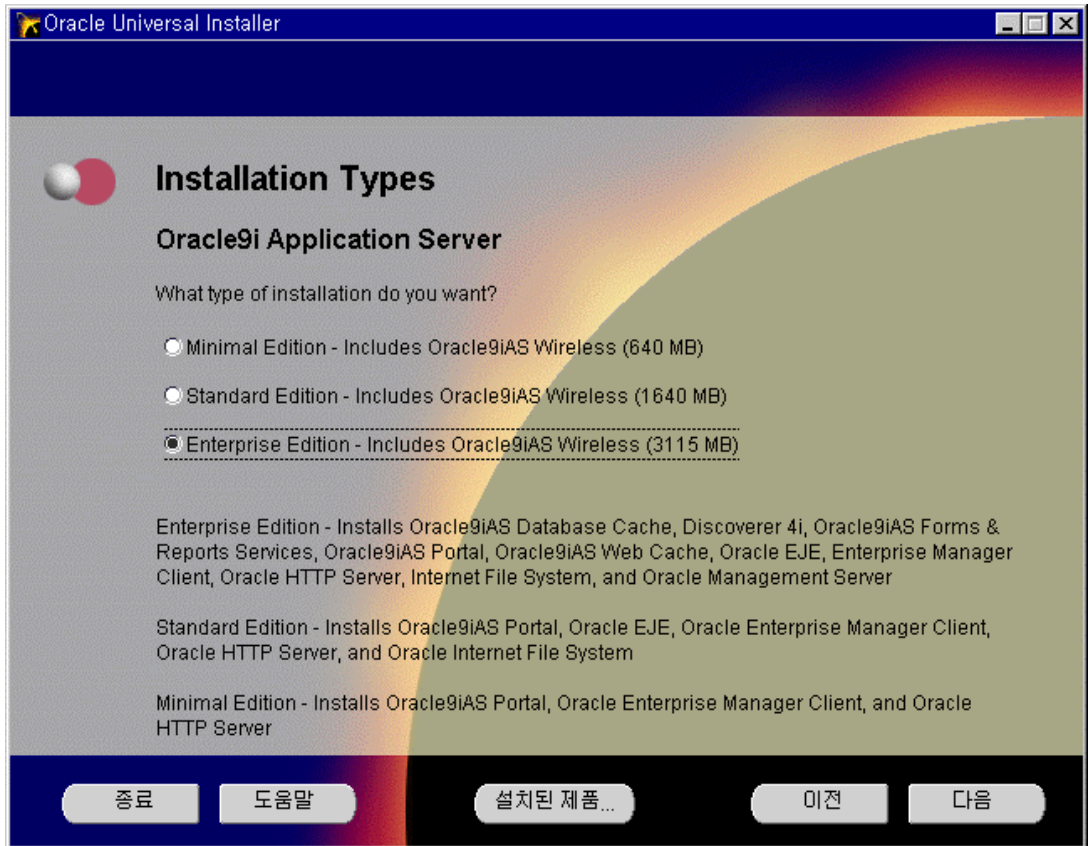 Oracle Universal Installer
Installation Types
Oracle9i Application Server
What type of installation do you want?
Minimal Edition - Includes Oracle9iAS Wireless (640 MB)
Standard Edition - Includes Oracle9iAS Wireless (1640 MB)
Enterprise Edition - Includes Oracle9iAS Wireless (3115 MB)
Enterprise Edition - Installs Oracle9iAS Database Cache, Discoverer 4i, Oracle9iAS Forms &
Reports Services, Oracle9iAS Portal, Oracle9iAS Web Cache, Oracle EJE, Enterprise Manager
Client, Oracle HTTP Server, Internet File System, and Oracle Management Server
Standard Edition - Installs Oracle9iAS Portal, Oracle EJE, Oracle Enterprise Manager Client,
Oracle HTTP Server, and Oracle Internet File System
Minimal Edition - Installs Oracle9iAS Portal, Oracle Enterprise Manager Client, and Oracle
HTTP Server
종료 도움말 설치된 제품... 이전 다음